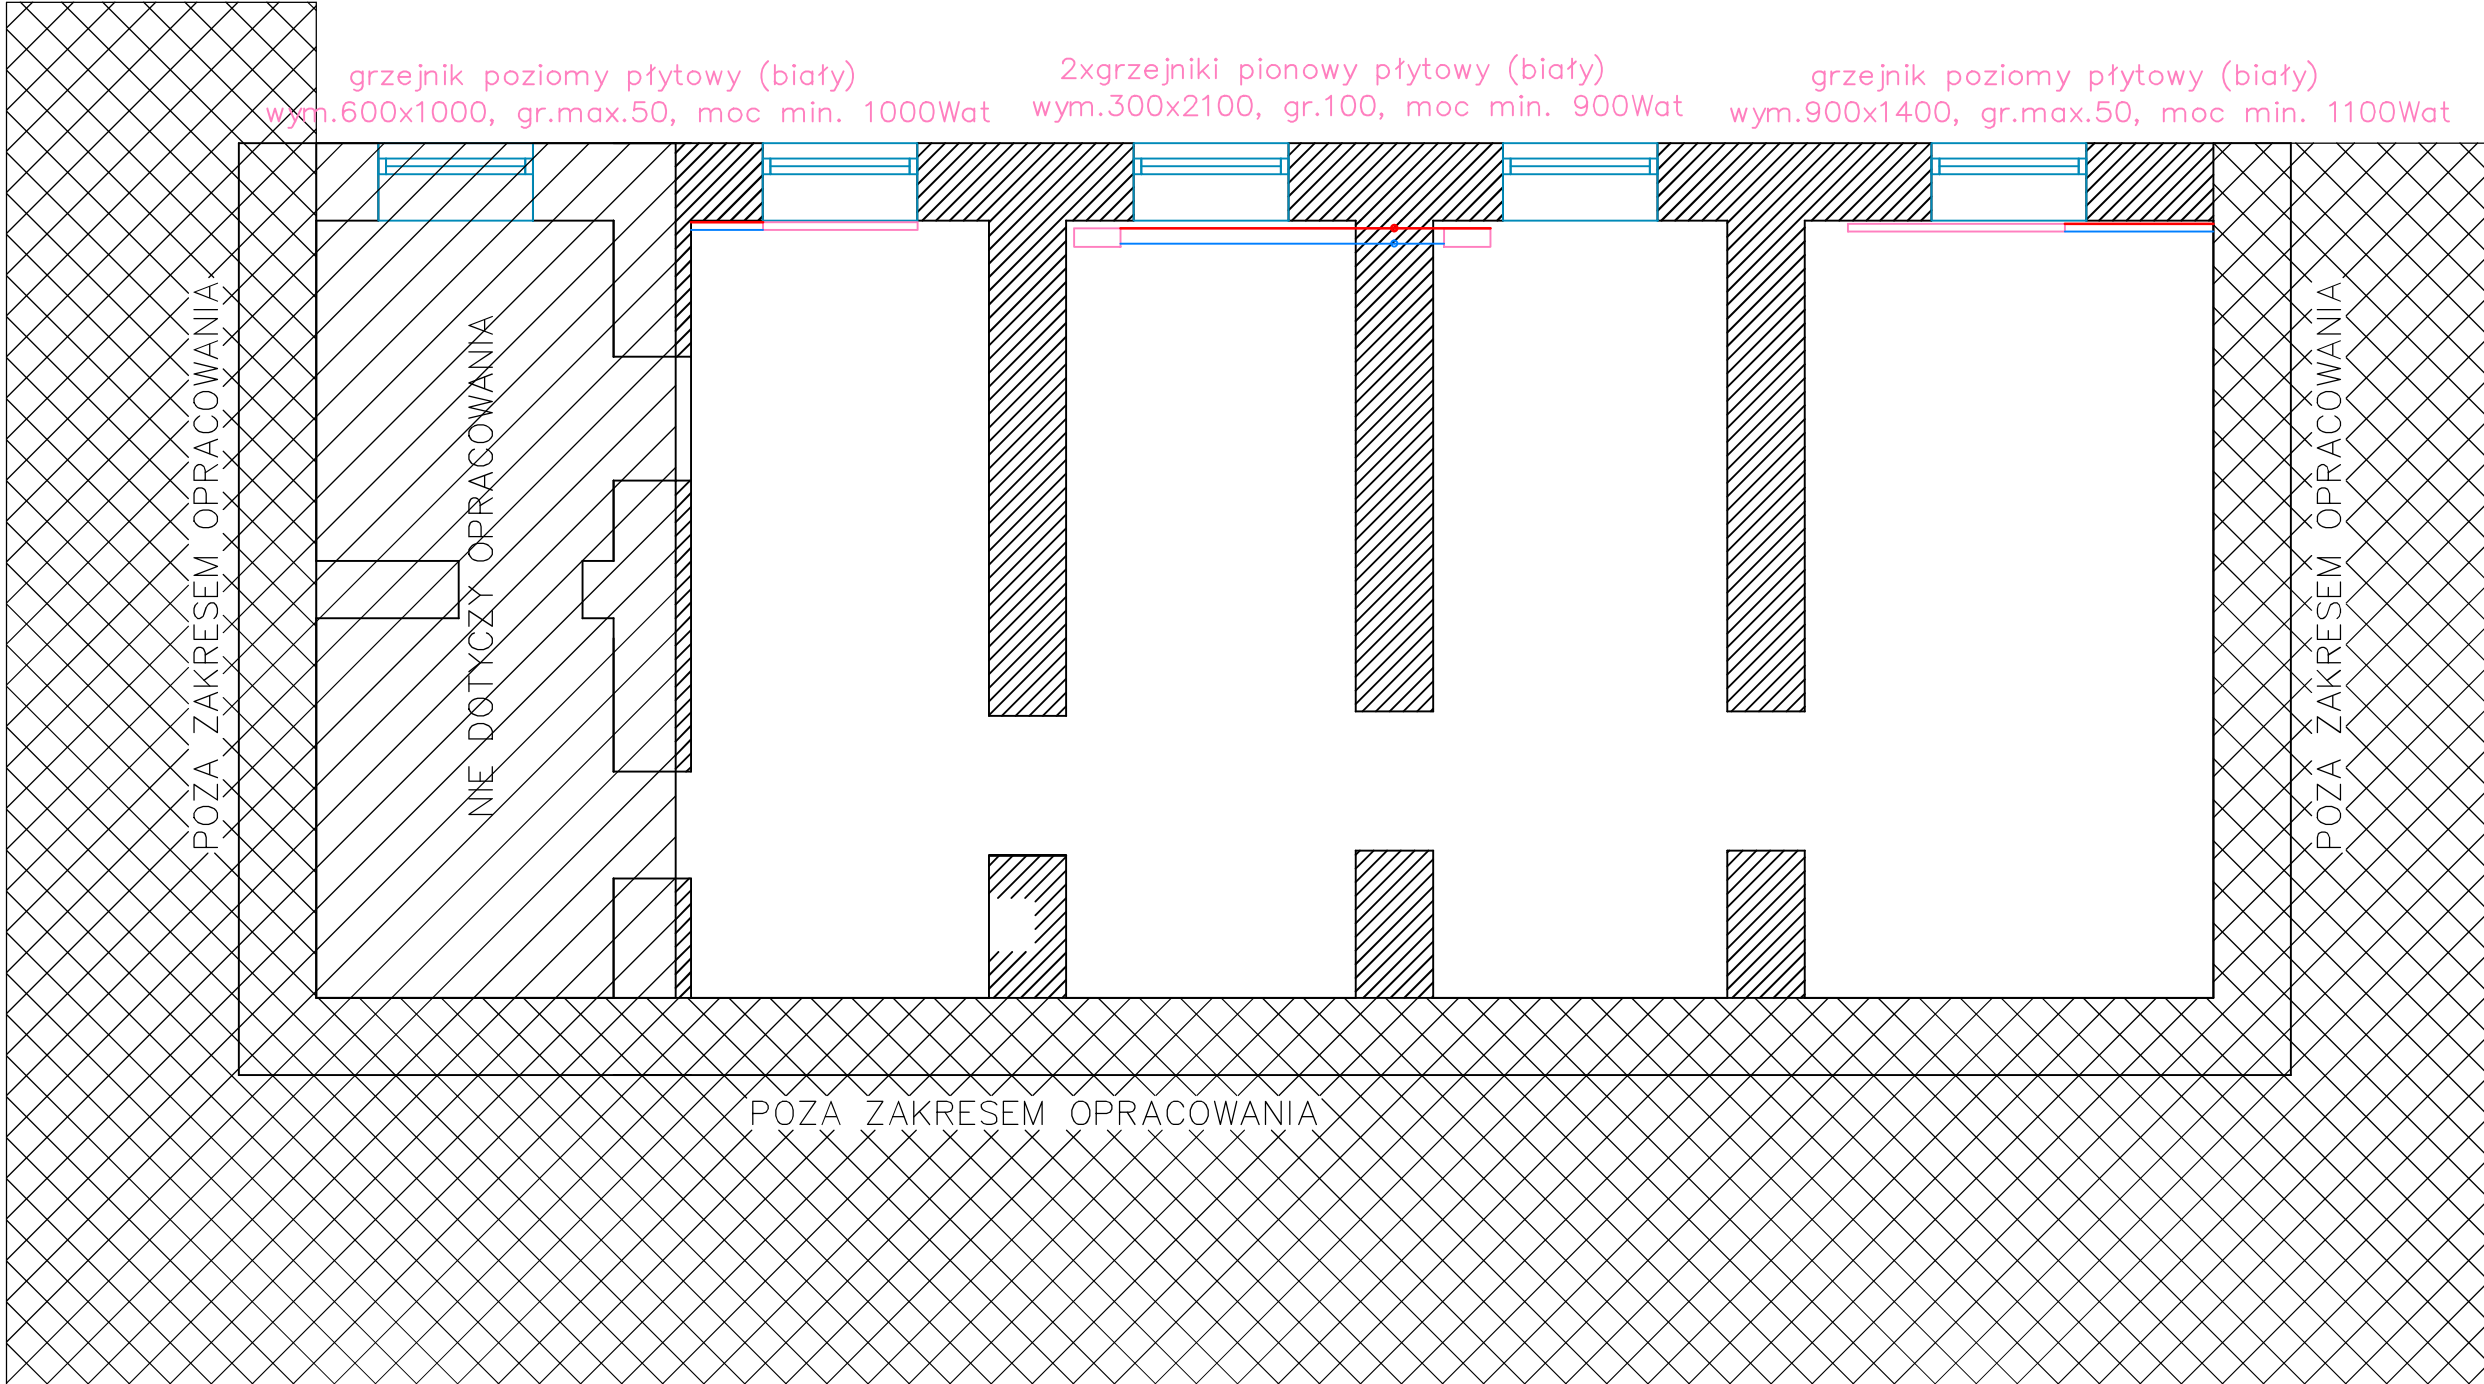 grzejnik poziomy płytowy (biały)
wym.600x1000, gr.max.50, moc min. 1000Wat
2xgrzejniki pionowy płytowy (biały)
wym.300x2100, gr.100, moc min. 900Wat
grzejnik poziomy płytowy (biały)
wym.900x1400, gr.max.50, moc min. 1100Wat
POZA ZAKRESEM OPRACOWANIA
NIE DOTYCZY OPRACOWANIA
POZA ZAKRESEM OPRACOWANIA
POZA ZAKRESEM OPRACOWANIA